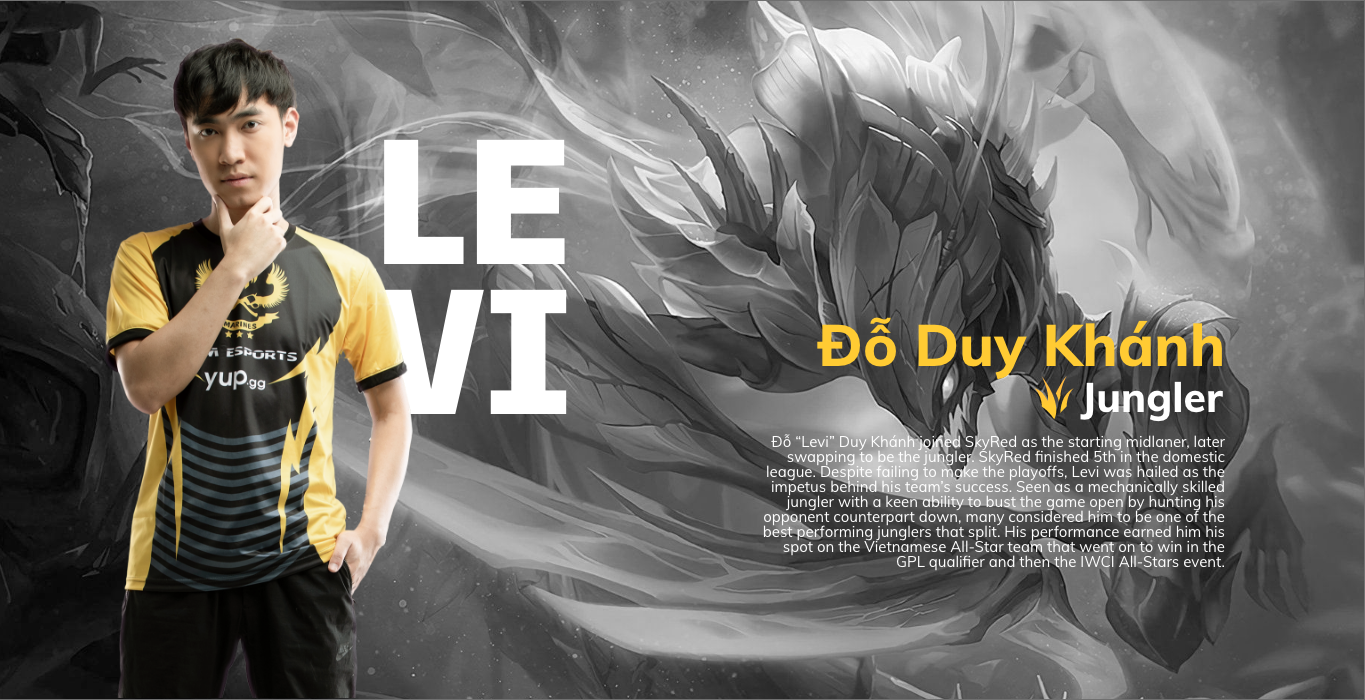 LE
VI
MARINES
M ESPORTS
yup.gg
Đỗ Duy Khánh
Jungler
Đỗ “Levi” Duy Khánh joined SkyRed as the starting midlaner, later
swapping to be the jungler. SkyRed finished 5th in the domestic
league. Despite failing to make the playoffs, Levi was hailed as the
impetus behind his team’s success. Seen as a mechanically skilled
jungler with a keen ability to bust the game open by hunting his
opponent counterpart down, many considered him to be one of the
best performing junglers that split. His performance earned him his
spot on the Vietnamese All-Star team that went on to win in the
GPL qualifier and then the IWCI All-Stars event.